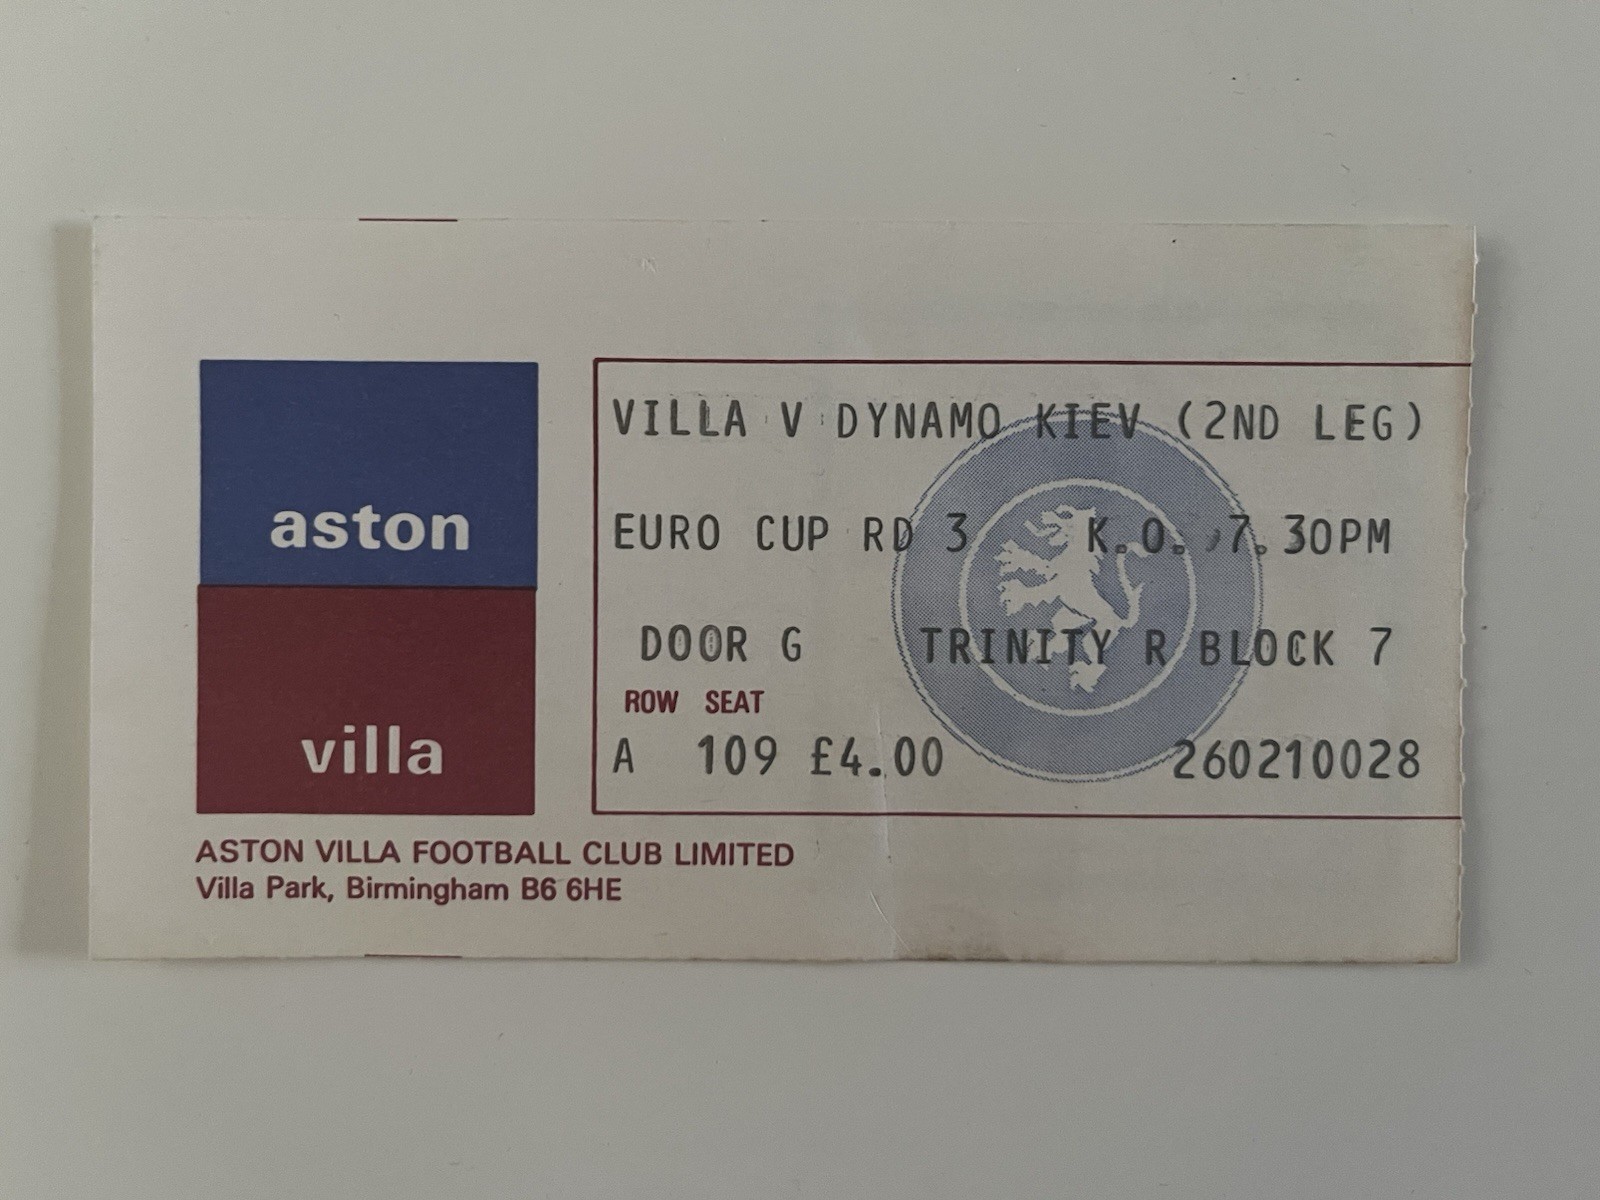 aston
villa
VILLA V DYNAMO KIEV (2ND LEG)
EURO CUP RD 3 K.O. 7.30PM
DOOR G TRINITY R BLOCK 7
ROW SEAT
A 109 £4.00 260210028
ASTON VILLA FOOTBALL CLUB LIMITED
Villa Park, Birmingham B6 6HE